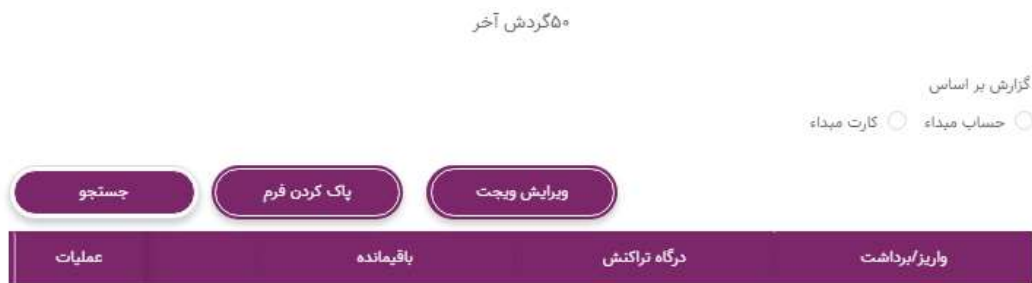 ۵۰گردش آخر
گزارش بر اساس
حساب مبداء کارت مبداء
ویرایش ویجت پاک کردن فرم جستجو
واریز/برداشت درگاه تراکنش باقیمانده عملیات